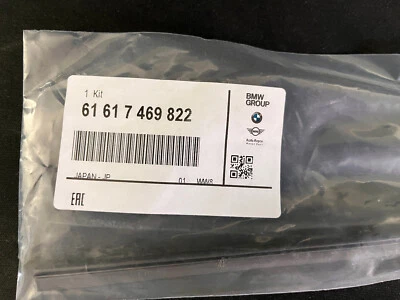 1 Kit
61 61 7 469 822
BMW
GROUP
JAPAN - JP 01
EAC